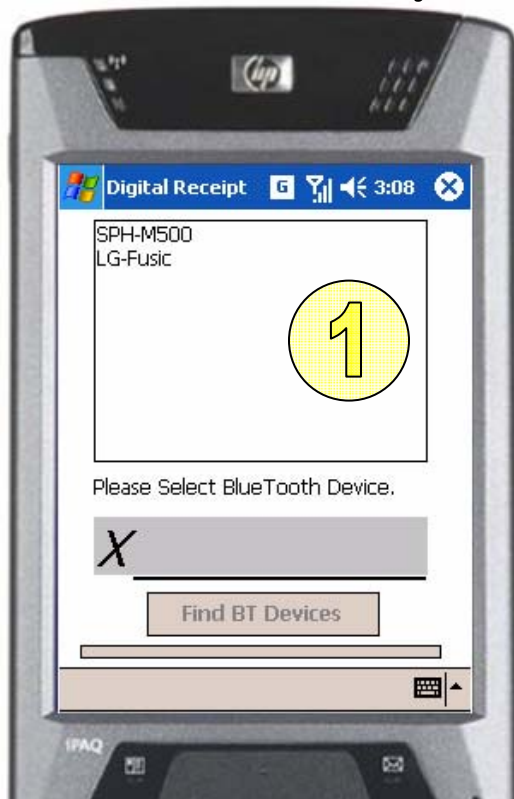 hp
Digital Receipt G 3:08
SPH-M500
LG-Fusic
1
Please Select BlueTooth Device.
X
Find BT Devices
iPAQ